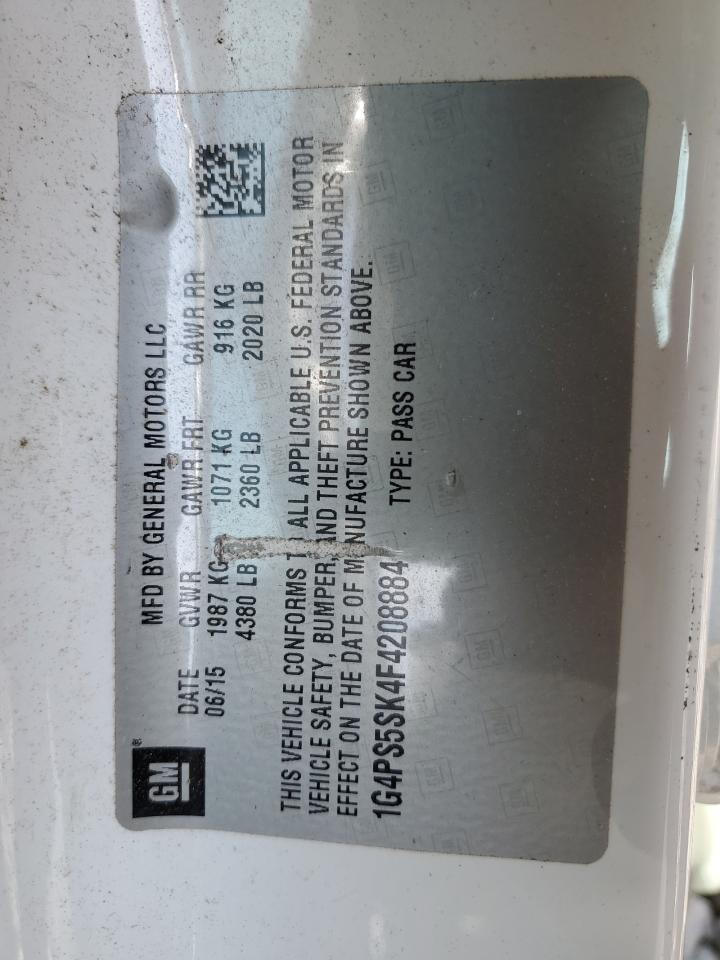 GM®
MFD BY GENERAL MOTORS LLC
DATE GVWR GAWR FRT GAWR RR
06/15 1987 KG 1071 KG 916 KG
4380 LB 2360 LB 2020 LB
THIS VEHICLE CONFORMS TO ALL APPLICABLE U.S. FEDERAL MOTOR
VEHICLE SAFETY, BUMPER, AND THEFT PREVENTION STANDARDS IN
EFFECT ON THE DATE OF MANUFACTURE SHOWN ABOVE.
1G4PS5SK4F4208884 TYPE: PASS CAR